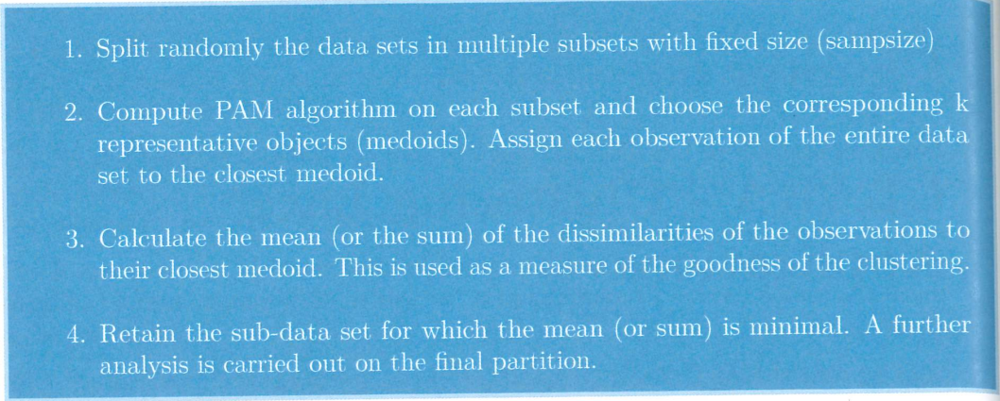 1. Split randomly the data sets in multiple subsets with fixed size (sampsize)
2. Compute PAM algorithm on each subset and choose the corresponding k
representative objects (medoids). Assign each observation of the entire data
set to the closest medoid.
3. Calculate the mean (or the sum) of the dissimilarities of the observations to
their closest medoid. This is used as a measure of the goodness of the clustering.
4. Retain the sub-data set for which the mean (or sum) is minimal. A further
analysis is carried out on the final partition.